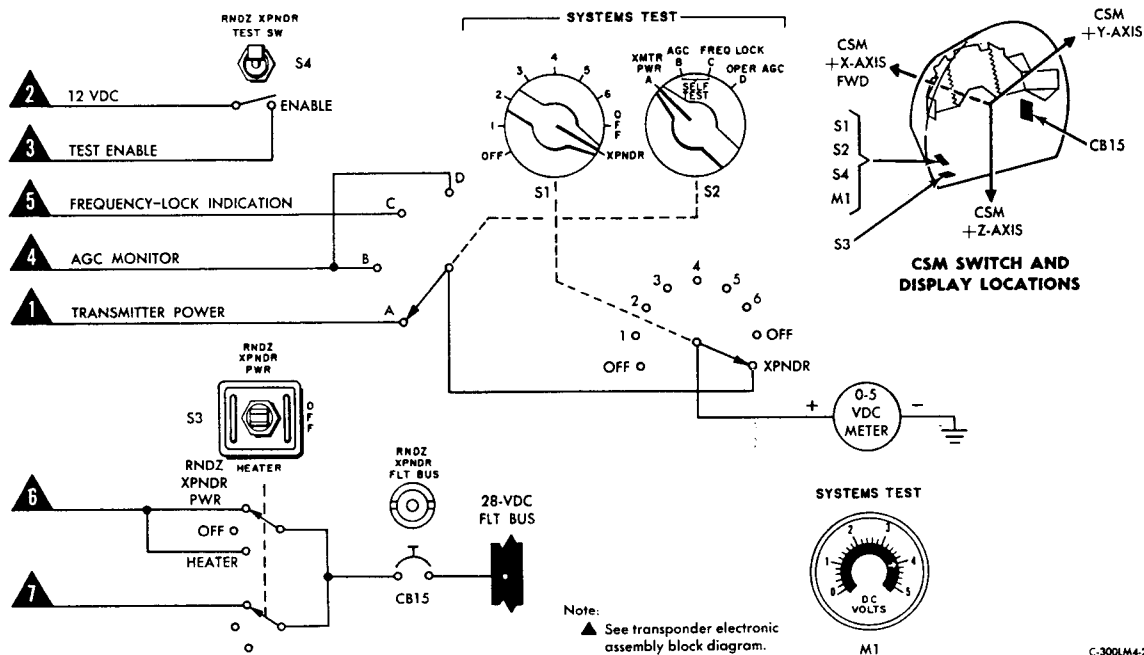 SYSTEMS TEST
RNDZ XPNDR
TEST SW
S4
2
12 VDC
ENABLE
3
TEST ENABLE
5
FREQUENCY-LOCK INDICATION
4
AGC MONITOR
1
TRANSMITTER POWER
D
C
B
A
1
2
3
4
5
6
OFF
XPNDR
OFF
S1
XMTR
PWR
A
AGC
B
FREQ LOCK
C
OPER AGC
D
SELF
TEST
S2
CSM
+Y-AXIS
CSM
+X-AXIS
FWD
S1
S2
S4
M1
S3
CB15
CSM
+Z-AXIS
CSM SWITCH AND
DISPLAY LOCATIONS
OFF
1
2
3
4
5
6
OFF
XPNDR
+
0-5
VDC
METER
−
RNDZ
XPNDR
PWR
S3
OFF
HEATER
6
RNDZ
XPNDR
PWR
OFF
HEATER
7
RNDZ
XPNDR
FLT BUS
CB15
28-VDC
FLT BUS
SYSTEMS TEST
0
1
2
3
4
5
DC
VOLTS
M1
Note:
▲ See transponder electronic
assembly block diagram.